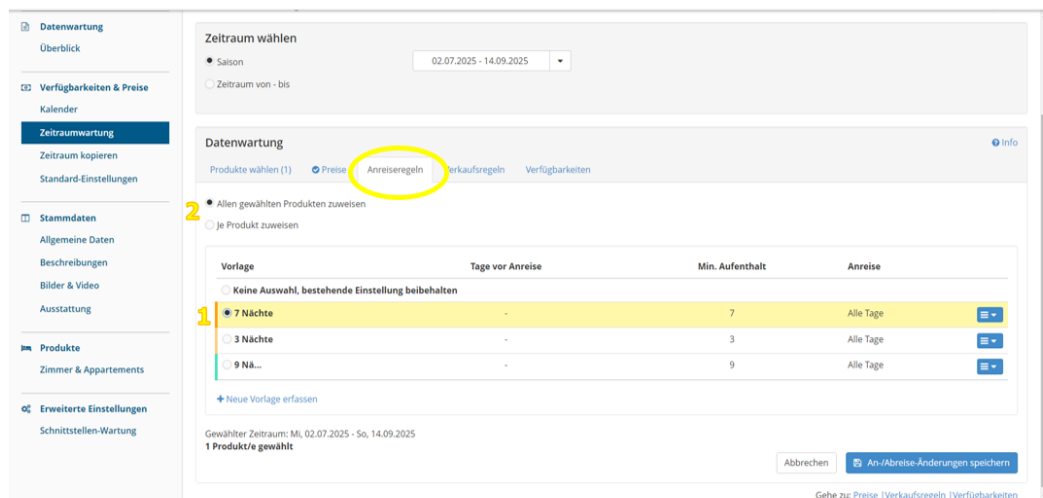 Datenwartung
Überblick
Verfügbarkeiten & Preise
Kalender
Zeitraumwartung
Zeitraum kopieren
Standard-Einstellungen
Stammdaten
Allgemeine Daten
Beschreibungen
Bilder & Video
Ausstattung
Produkte
Zimmer & Appartements
Erweiterte Einstellungen
Schnittstellen-Wartung
Zeitraum wählen
Saison 02.07.2025 - 14.09.2025
Zeitraum von - bis
Datenwartung Info
Produkte wählen (1) Preise Anreiseregeln erkaufsregeln Verfügbarkeiten
2 Allen gewählten Produkten zuweisen
Je Produkt zuweisen
Vorlage Tage vor Anreise Min. Aufenthalt Anreise
Keine Auswahl, bestehende Einstellung beibehalten
1 7 Nächte - 7 Alle Tage
3 Nächte - 3 Alle Tage
9 Nä... - 9 Alle Tage
+ Neue Vorlage erfassen
Gewählter Zeitraum: Mi, 02.07.2025 - So, 14.09.2025
1 Produkt/e gewählt
Abbrechen An-/Abreise-Änderungen speichern
Gehe zu: Preise |Verkaufsregeln |Verfügbarkeiten